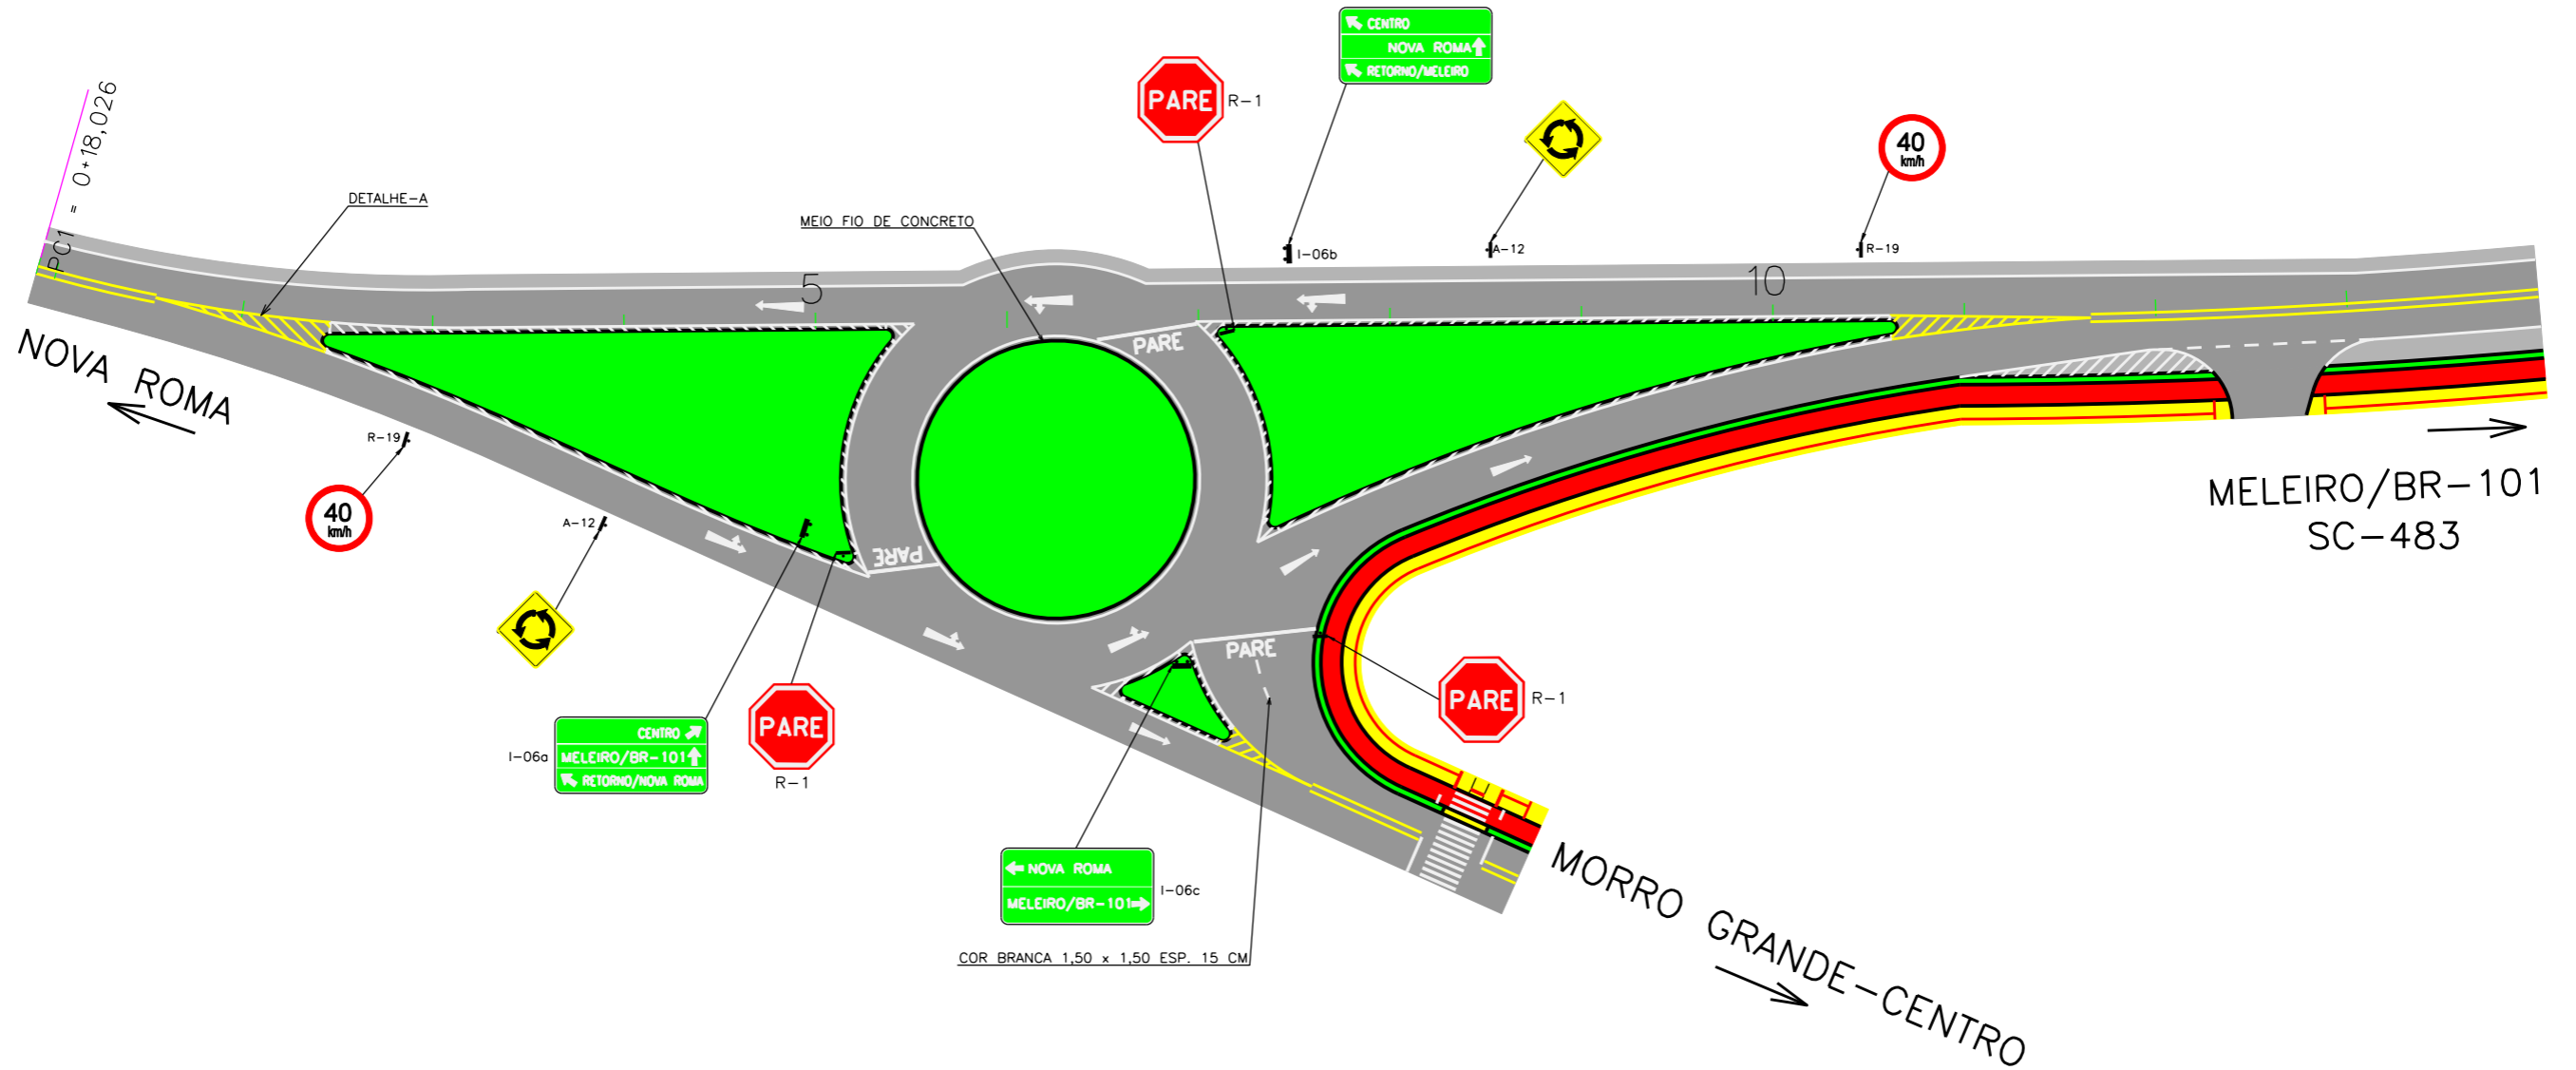 CENTRO
NOVA ROMA
RETORNO/MELEIRO
PARE
R-1
40
km/h
PC1 = 0+18,026
DETALHE-A
MEIO FIO DE CONCRETO
I-06b
A-12
R-19
5
10
PARE
NOVA ROMA
R-19
40
km/h
A-12
PARE
MELEIRO/BR-101
SC-483
PARE
PARE
R-1
CENTRO
MELEIRO/BR-101
RETORNO/NOVA ROMA
I-06a
PARE
R-1
NOVA ROMA
MELEIRO/BR-101
I-06c
COR BRANCA 1,50 x 1,50 ESP. 15 CM
MORRO GRANDE-CENTRO